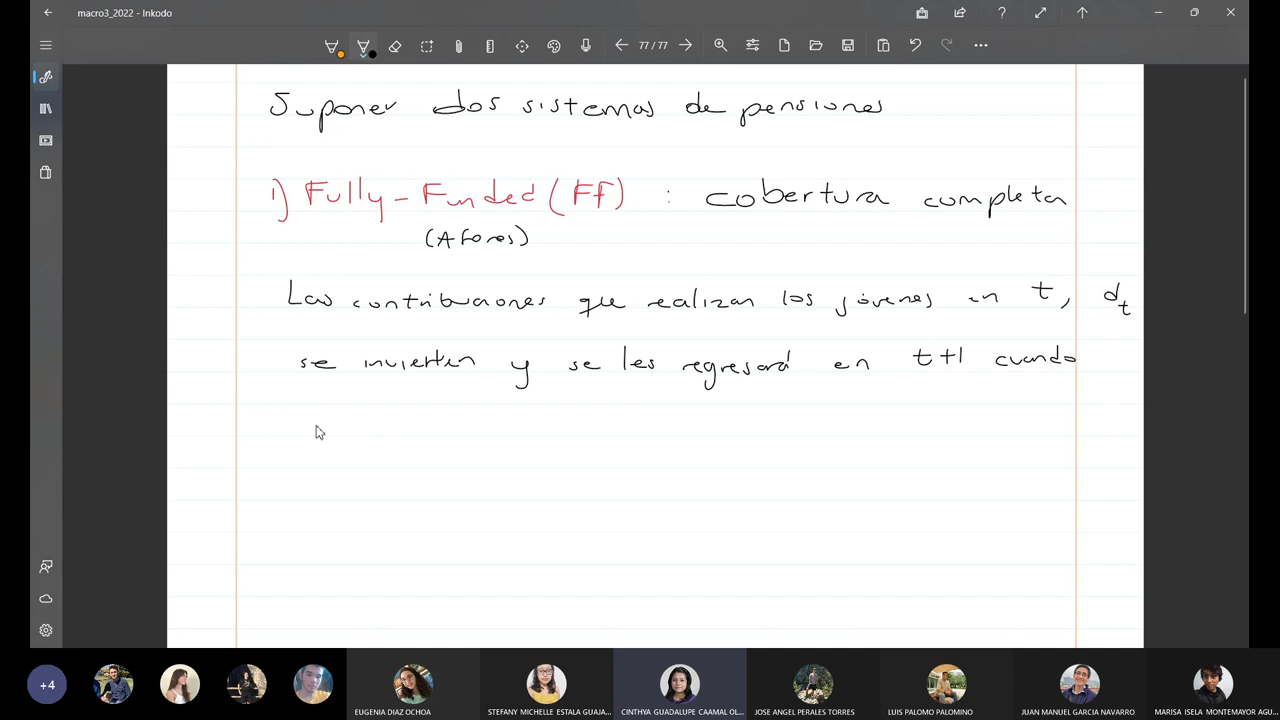 macro3_2022 - Inkodo
77 / 77
Suponer dos sistemas de pensiones
1) Fully-Funded (FF) : cobertura completa
(Afores)
Las contribuciones que realizan los jóvenes en t, d_t
se invierten y se les regresará en t+1 cuando
+4
EUGENIA DIAZ OCHOA
STEFANY MICHELLE ESTALA GUAJA...
CINTHYA GUADALUPE CAAMAL OL...
JOSE ANGEL PERALES TORRES
LUIS PALOMO PALOMINO
JUAN MANUEL GARCIA NAVARRO
MARISA ISELA MONTEMAYOR AGU...